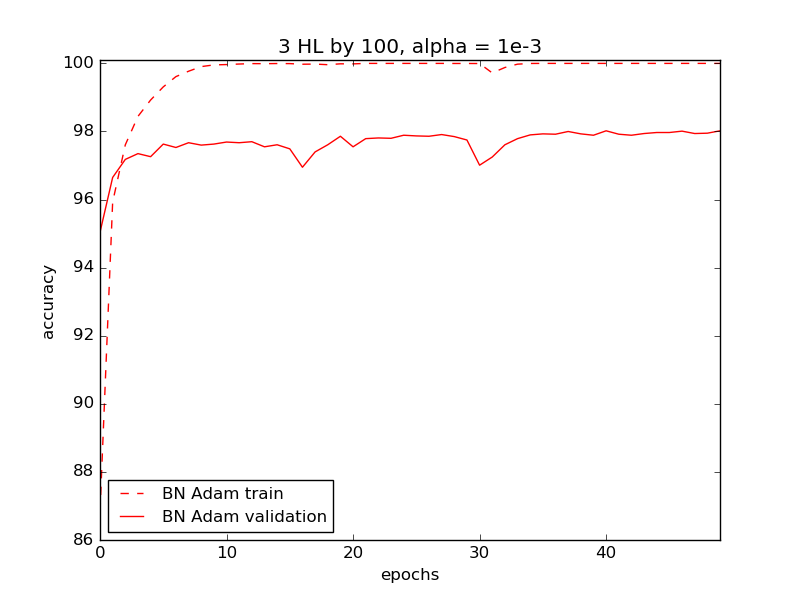 3 HL by 100, alpha = 1e-3
100
98
96
94
92
90
88
86
accuracy
BN Adam train
BN Adam validation
0 10 20 30 40
epochs